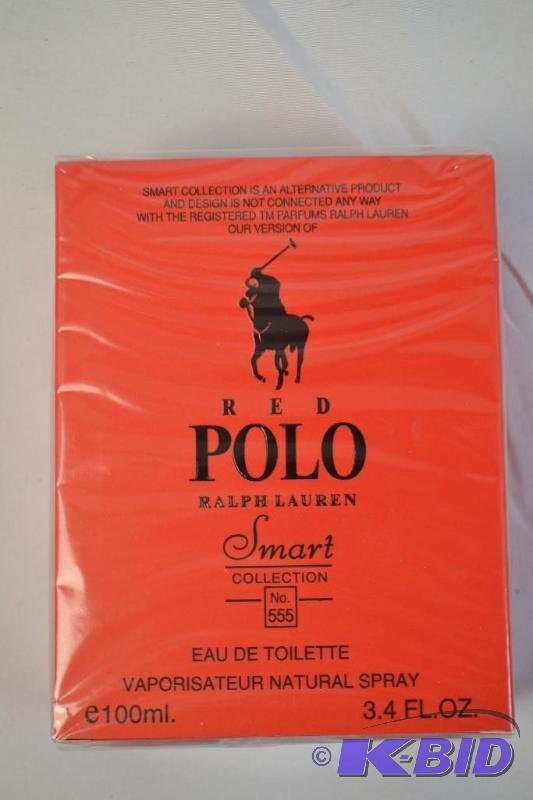 SMART COLLECTION IS AN ALTERNATIVE PRODUCT
AND DESIGN IS NOT CONNECTED ANY WAY
WITH THE REGISTERED TM PARFUMS RALPH LAUREN
OUR VERSION OF
RED
POLO
RALPH LAUREN
Smart
COLLECTION
No.
555
EAU DE TOILETTE
VAPORISATEUR NATURAL SPRAY
e100ml. 3.4 FL.OZ.
© K-BID